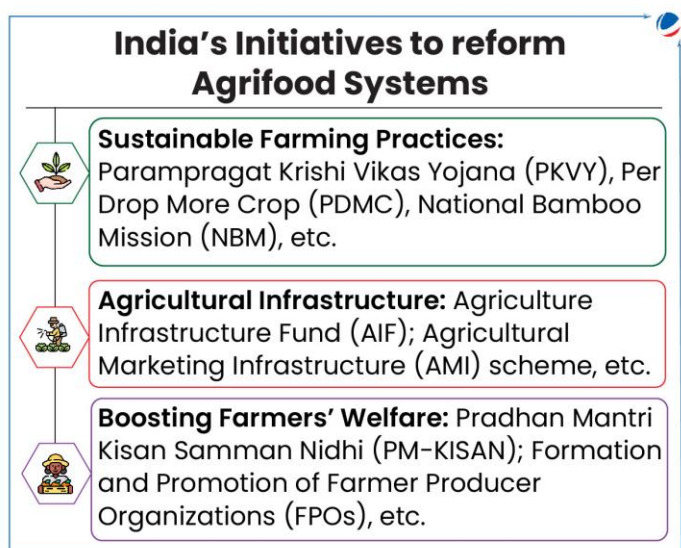 India’s Initiatives to reform
Agrifood Systems
Sustainable Farming Practices:
Parampragat Krishi Vikas Yojana (PKVY), Per
Drop More Crop (PDMC), National Bamboo
Mission (NBM), etc.
Agricultural Infrastructure: Agriculture
Infrastructure Fund (AIF); Agricultural
Marketing Infrastructure (AMI) scheme, etc.
Boosting Farmers’ Welfare: Pradhan Mantri
Kisan Samman Nidhi (PM-KISAN); Formation
and Promotion of Farmer Producer
Organizations (FPOs), etc.